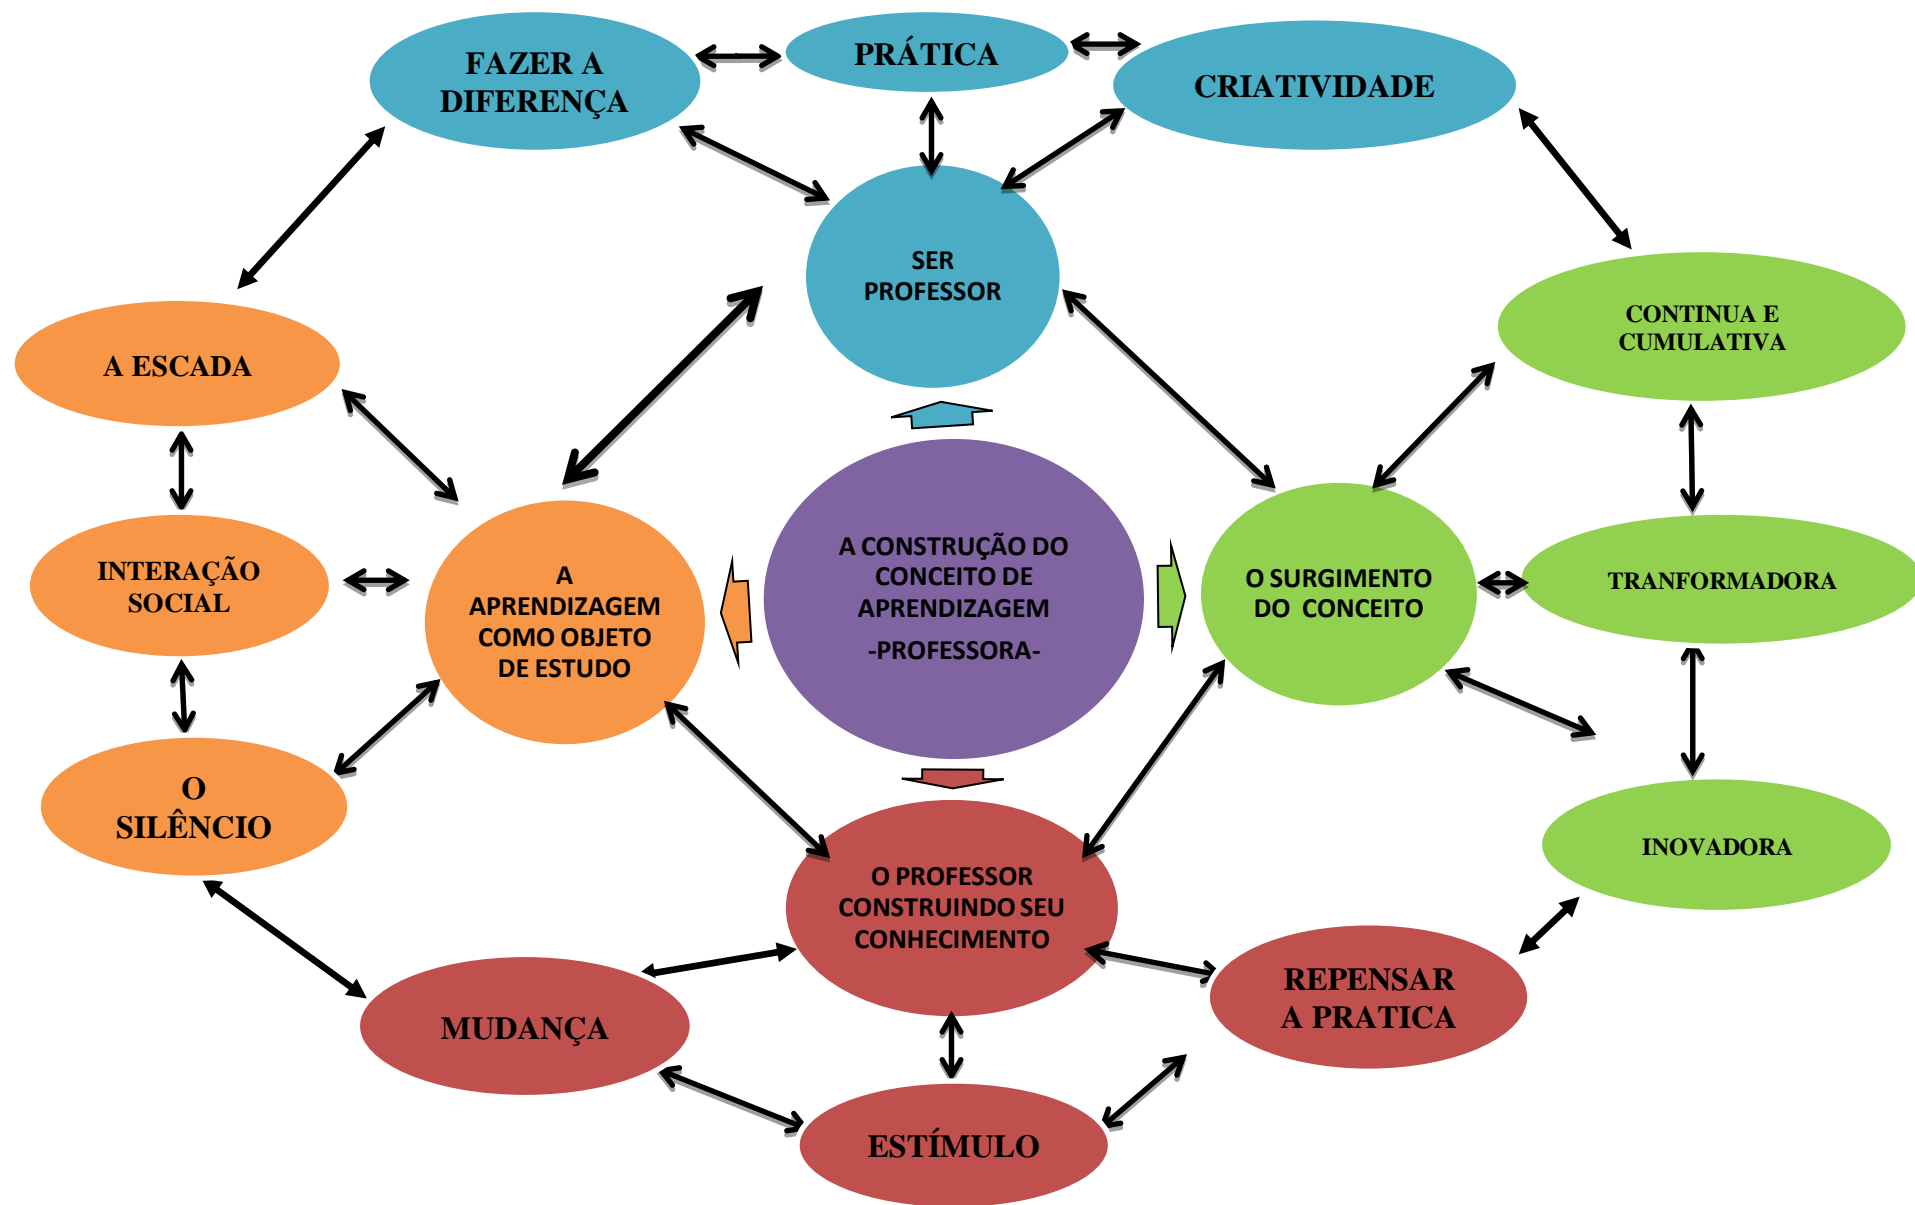 FAZER A
DIFERENÇA
PRÁTICA
CRIATIVIDADE
SER
PROFESSOR
CONTINUA E
CUMULATIVA
A ESCADA
A CONSTRUÇÃO DO
CONCEITO DE
APRENDIZAGEM
-PROFESSORA-
INTERAÇÃO
SOCIAL
A
APRENDIZAGEM
COMO OBJETO
DE ESTUDO
O SURGIMENTO
DO CONCEITO
TRANFORMADORA
O
SILÊNCIO
O PROFESSOR
CONSTRUINDO SEU
CONHECIMENTO
INOVADORA
MUDANÇA
REPENSAR
A PRATICA
ESTÍMULO